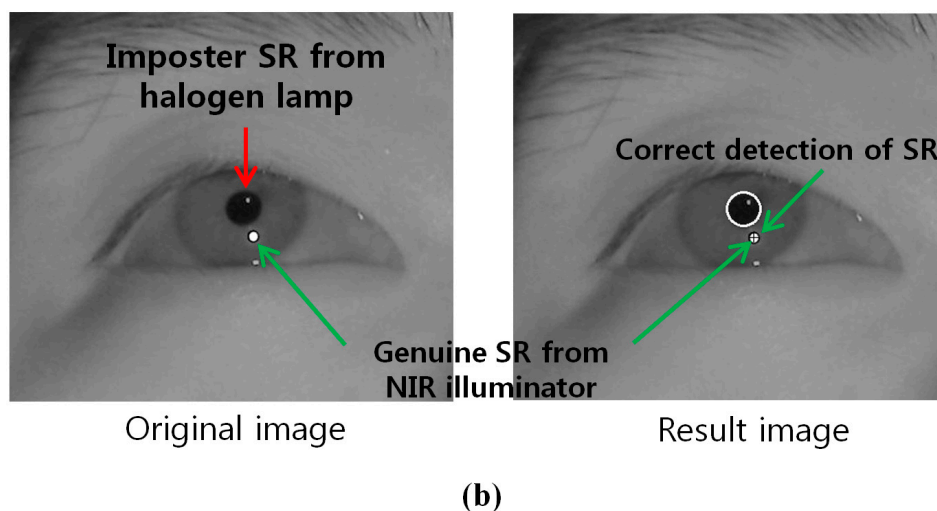 Imposter SR from
halogen lamp
Correct detection of SR
Genuine SR from
NIR illuminator
Original image
Result image
(b)